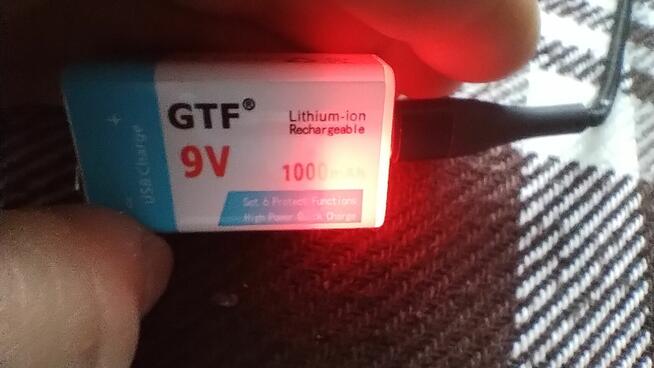 GTF®
Lithium-ion
Rechargeable
9V
1000mAh
Set 6 Protect Functions
High Power Quick Charge
+
USB Charge